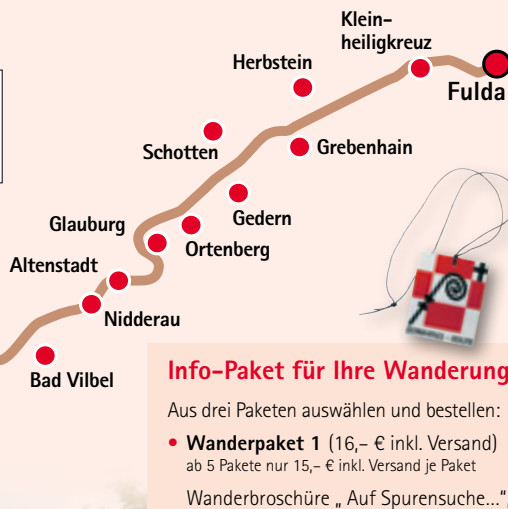 Klein-
heiligkreuz
Herbstein
Fulda
Schotten
Grebenhain
Gedern
Glauburg
Ortenberg
Altenstadt
Nidderau
Bad Vilbel
Info-Paket für Ihre Wanderung
Aus drei Paketen auswählen und bestellen:
• Wanderpaket 1 (16,– € inkl. Versand)
ab 5 Pakete nur 15,– € inkl. Versand je Paket
Wanderbroschüre „ Auf Spurensuche...",